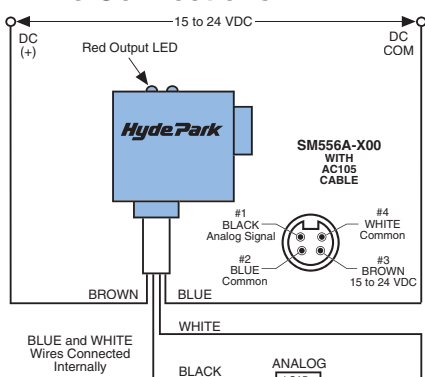 15 to 24 VDC
DC
(+)
DC
COM
Red Output LED
Hyde Park
SM556A-X00
WITH
AC105
CABLE
#1
BLACK
Analog Signal
#4
WHITE
Common
#2
BLUE
Common
#3
BROWN
15 to 24 VDC
BROWN
BLUE
WHITE
BLUE and WHITE
Wires Connected
Internally
BLACK
ANALOG